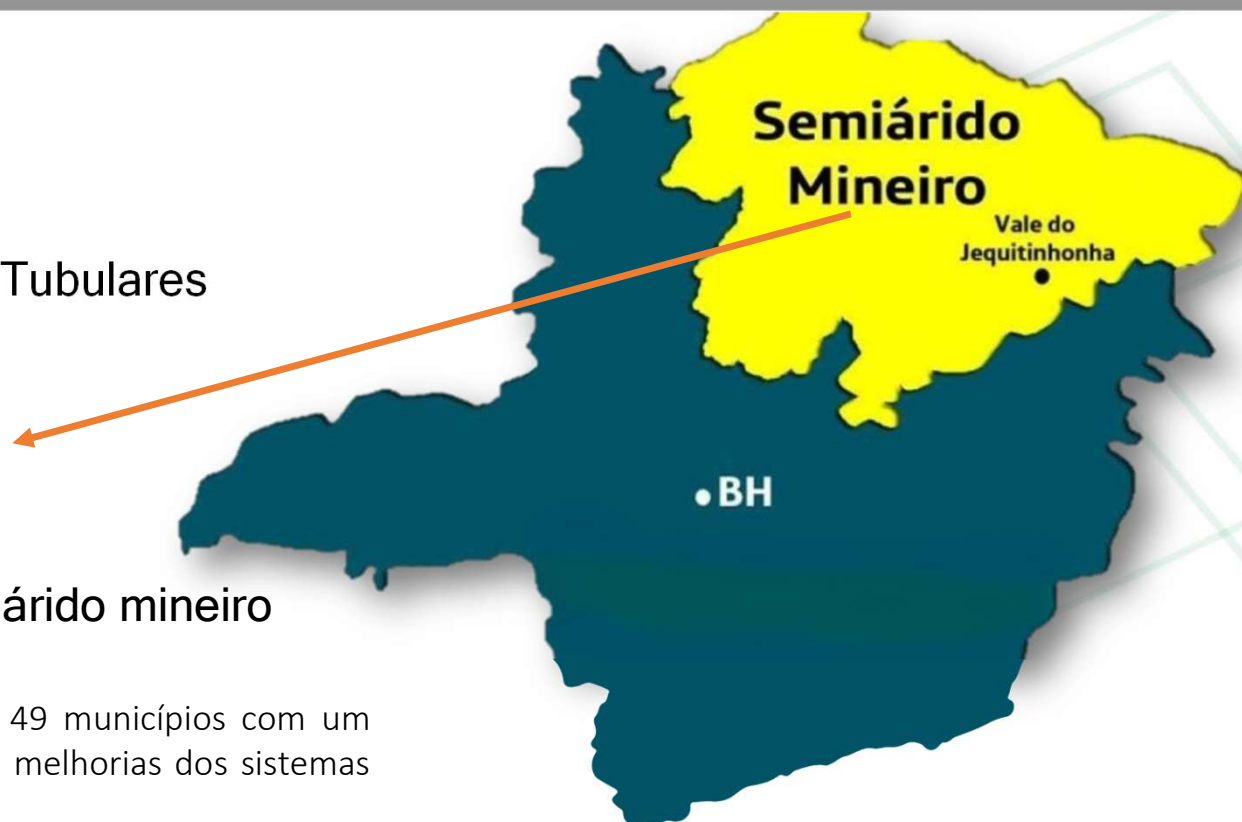 Semiárido
Mineiro
Vale do
Jequitinhonha
Tubulares
BH
árido mineiro
49 municípios com um
melhorias dos sistemas